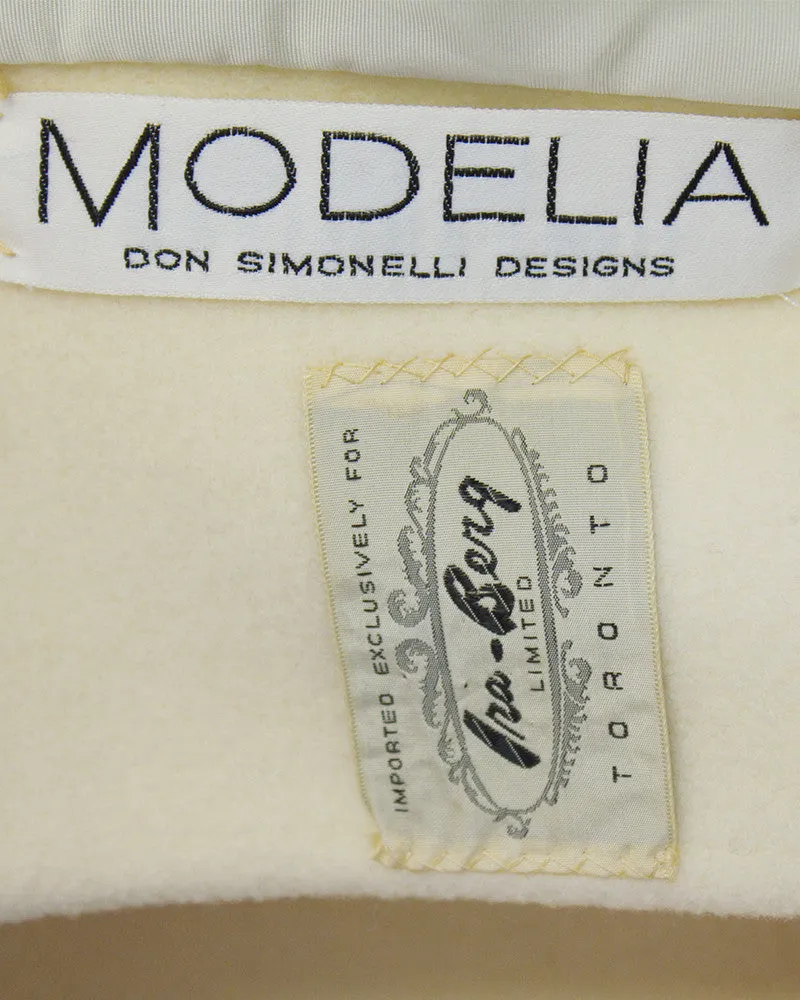 MODELIA
DON SIMONELLI DESIGNS
IMPORTED EXCLUSIVELY FOR
Ira-Berg
LIMITED
TORONTO